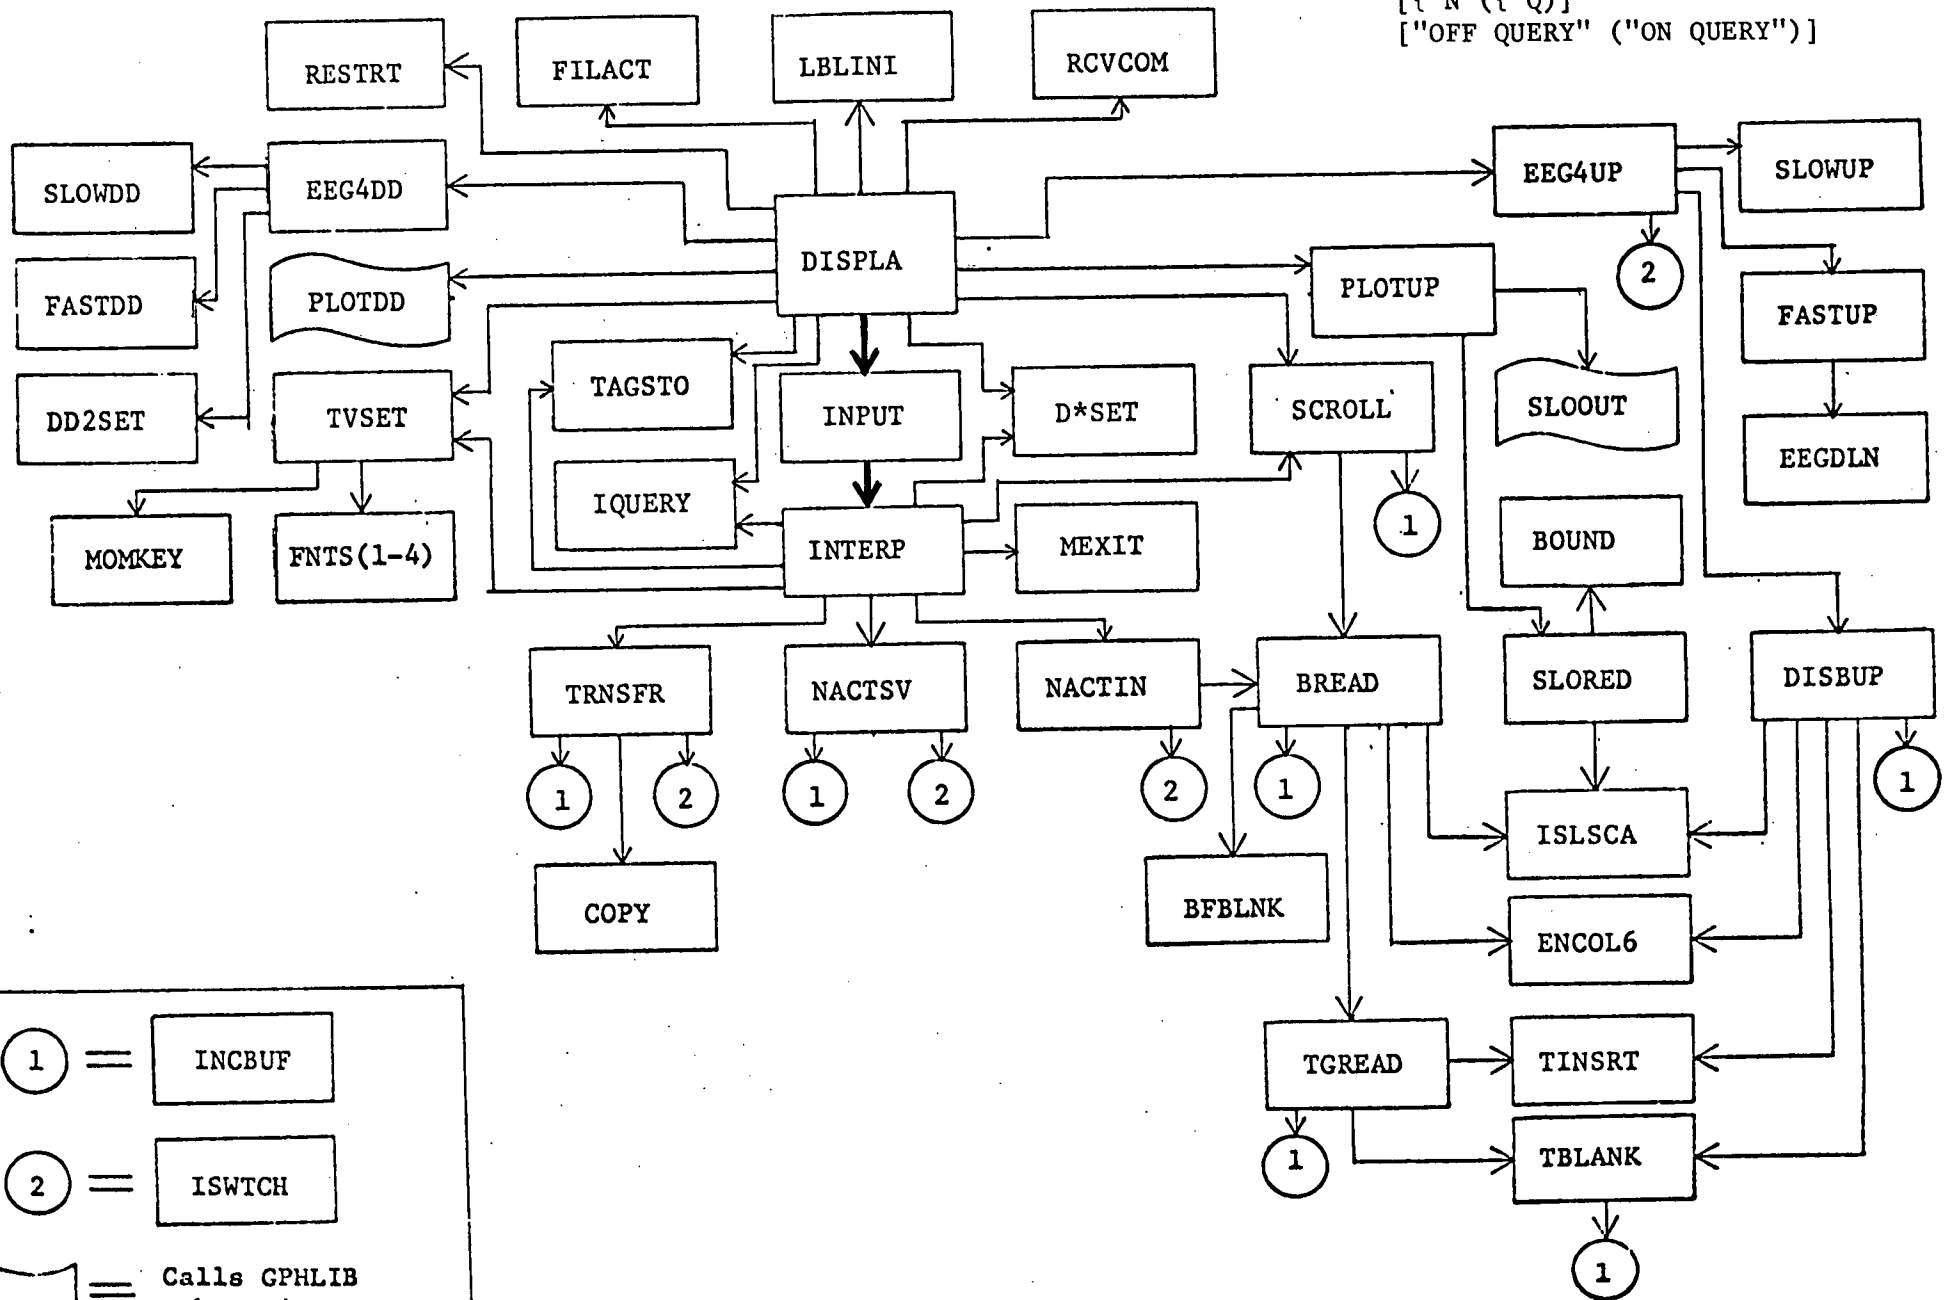 ["OFF QUERY" ("ON QUERY")]
RESTRT
FILACT
LBLINI
RCVCOM
SLOWDD
EEG4DD
DISPLA
EEG4UP
SLOWUP
2
FASTDD
PLOTDD
PLOTUP
FASTUP
DD2SET
TVSET
TAGSTO
INPUT
D*SET
SCROLL
SLOOUT
EEGDLN
MOMKEY
FNTS(1-4)
IQUERY
INTERP
MEXIT
1
BOUND
TRNSFR
NACTSV
NACTIN
BREAD
SLORED
DISBUP
1
2
1
2
2
1
1
ISLSCA
COPY
BFBLNK
ENCOL6
TGREAD
TINSRT
1
TBLANK
1
1 = INCBUF
2 = ISWTCH
= Calls GPHLIB